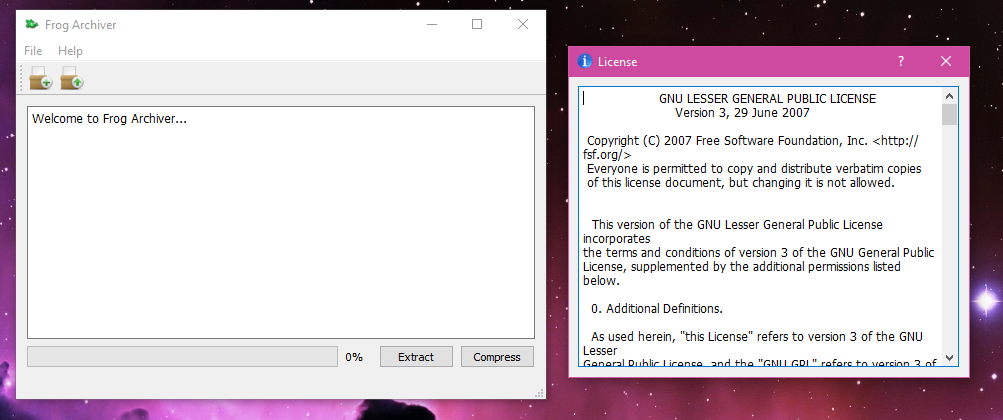 Frog Archiver
File Help
Welcome to Frog Archiver...
0% Extract Compress
License ?
GNU LESSER GENERAL PUBLIC LICENSE
Version 3, 29 June 2007
Copyright (C) 2007 Free Software Foundation, Inc. <http://
fsf.org/>
Everyone is permitted to copy and distribute verbatim copies
of this license document, but changing it is not allowed.
This version of the GNU Lesser General Public License
incorporates
the terms and conditions of version 3 of the GNU General Public
License, supplemented by the additional permissions listed
below.
0. Additional Definitions.
As used herein, "this License" refers to version 3 of the GNU
Lesser
General Public License, and the "GNU GPL" refers to version 3 of